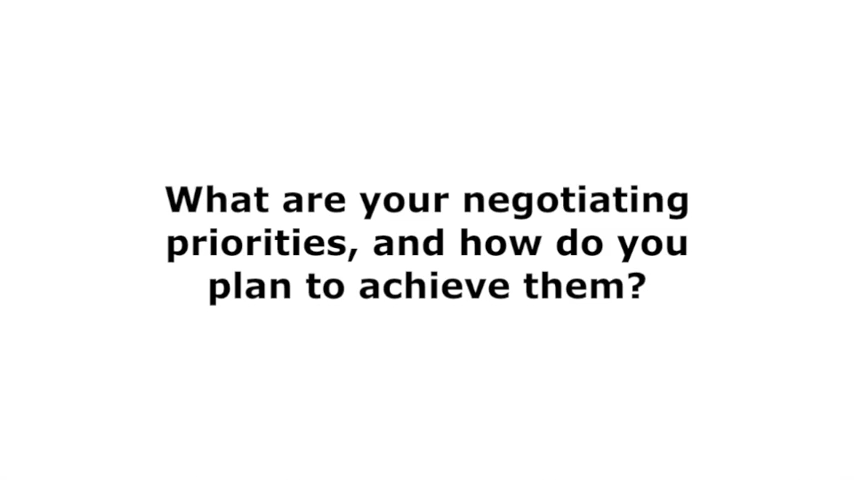 What are your negotiating
priorities, and how do you
plan to achieve them?